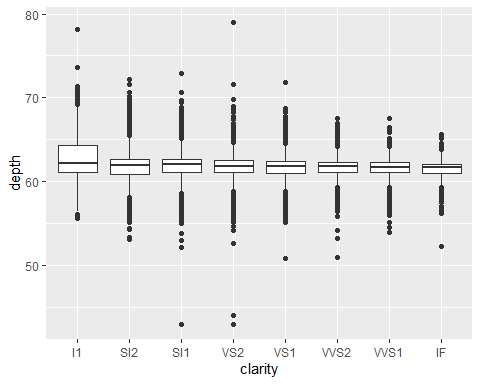 80
70
60
50
depth
I1 SI2 SI1 VS2 VS1 VVS2 VVS1 IF
clarity